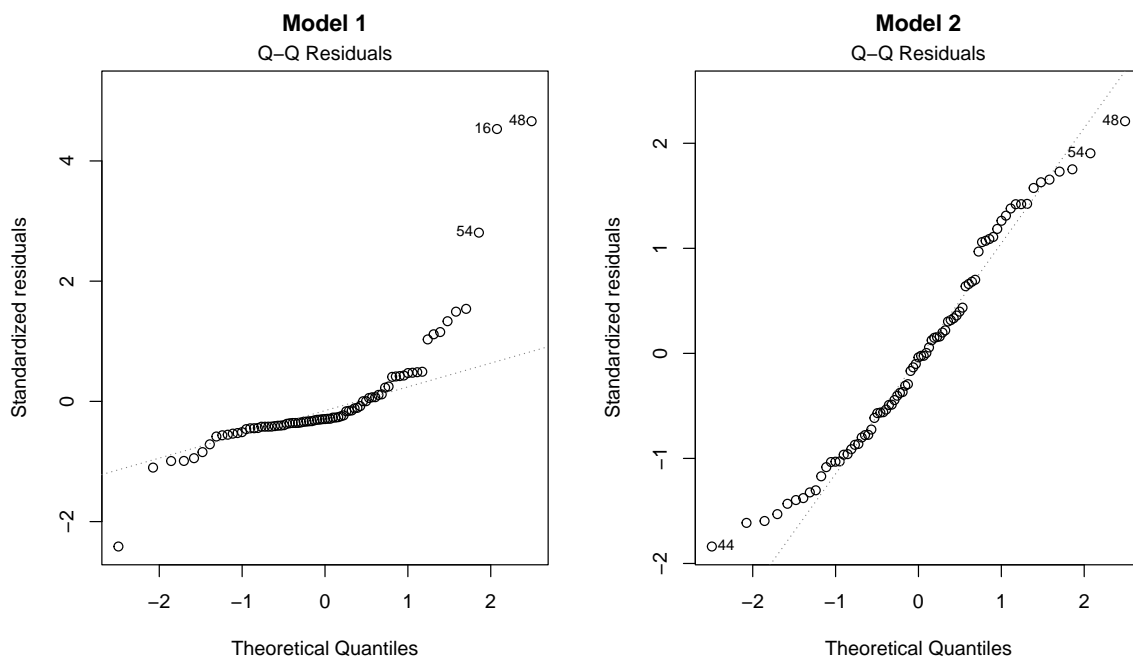 Model 1
Q−Q Residuals
Standardized residuals
4
2
0
−2
16
48
54
−2 −1 0 1 2
Theoretical Quantiles
Model 2
Q−Q Residuals
Standardized residuals
2
1
0
−1
−2
48
54
44
−2 −1 0 1 2
Theoretical Quantiles